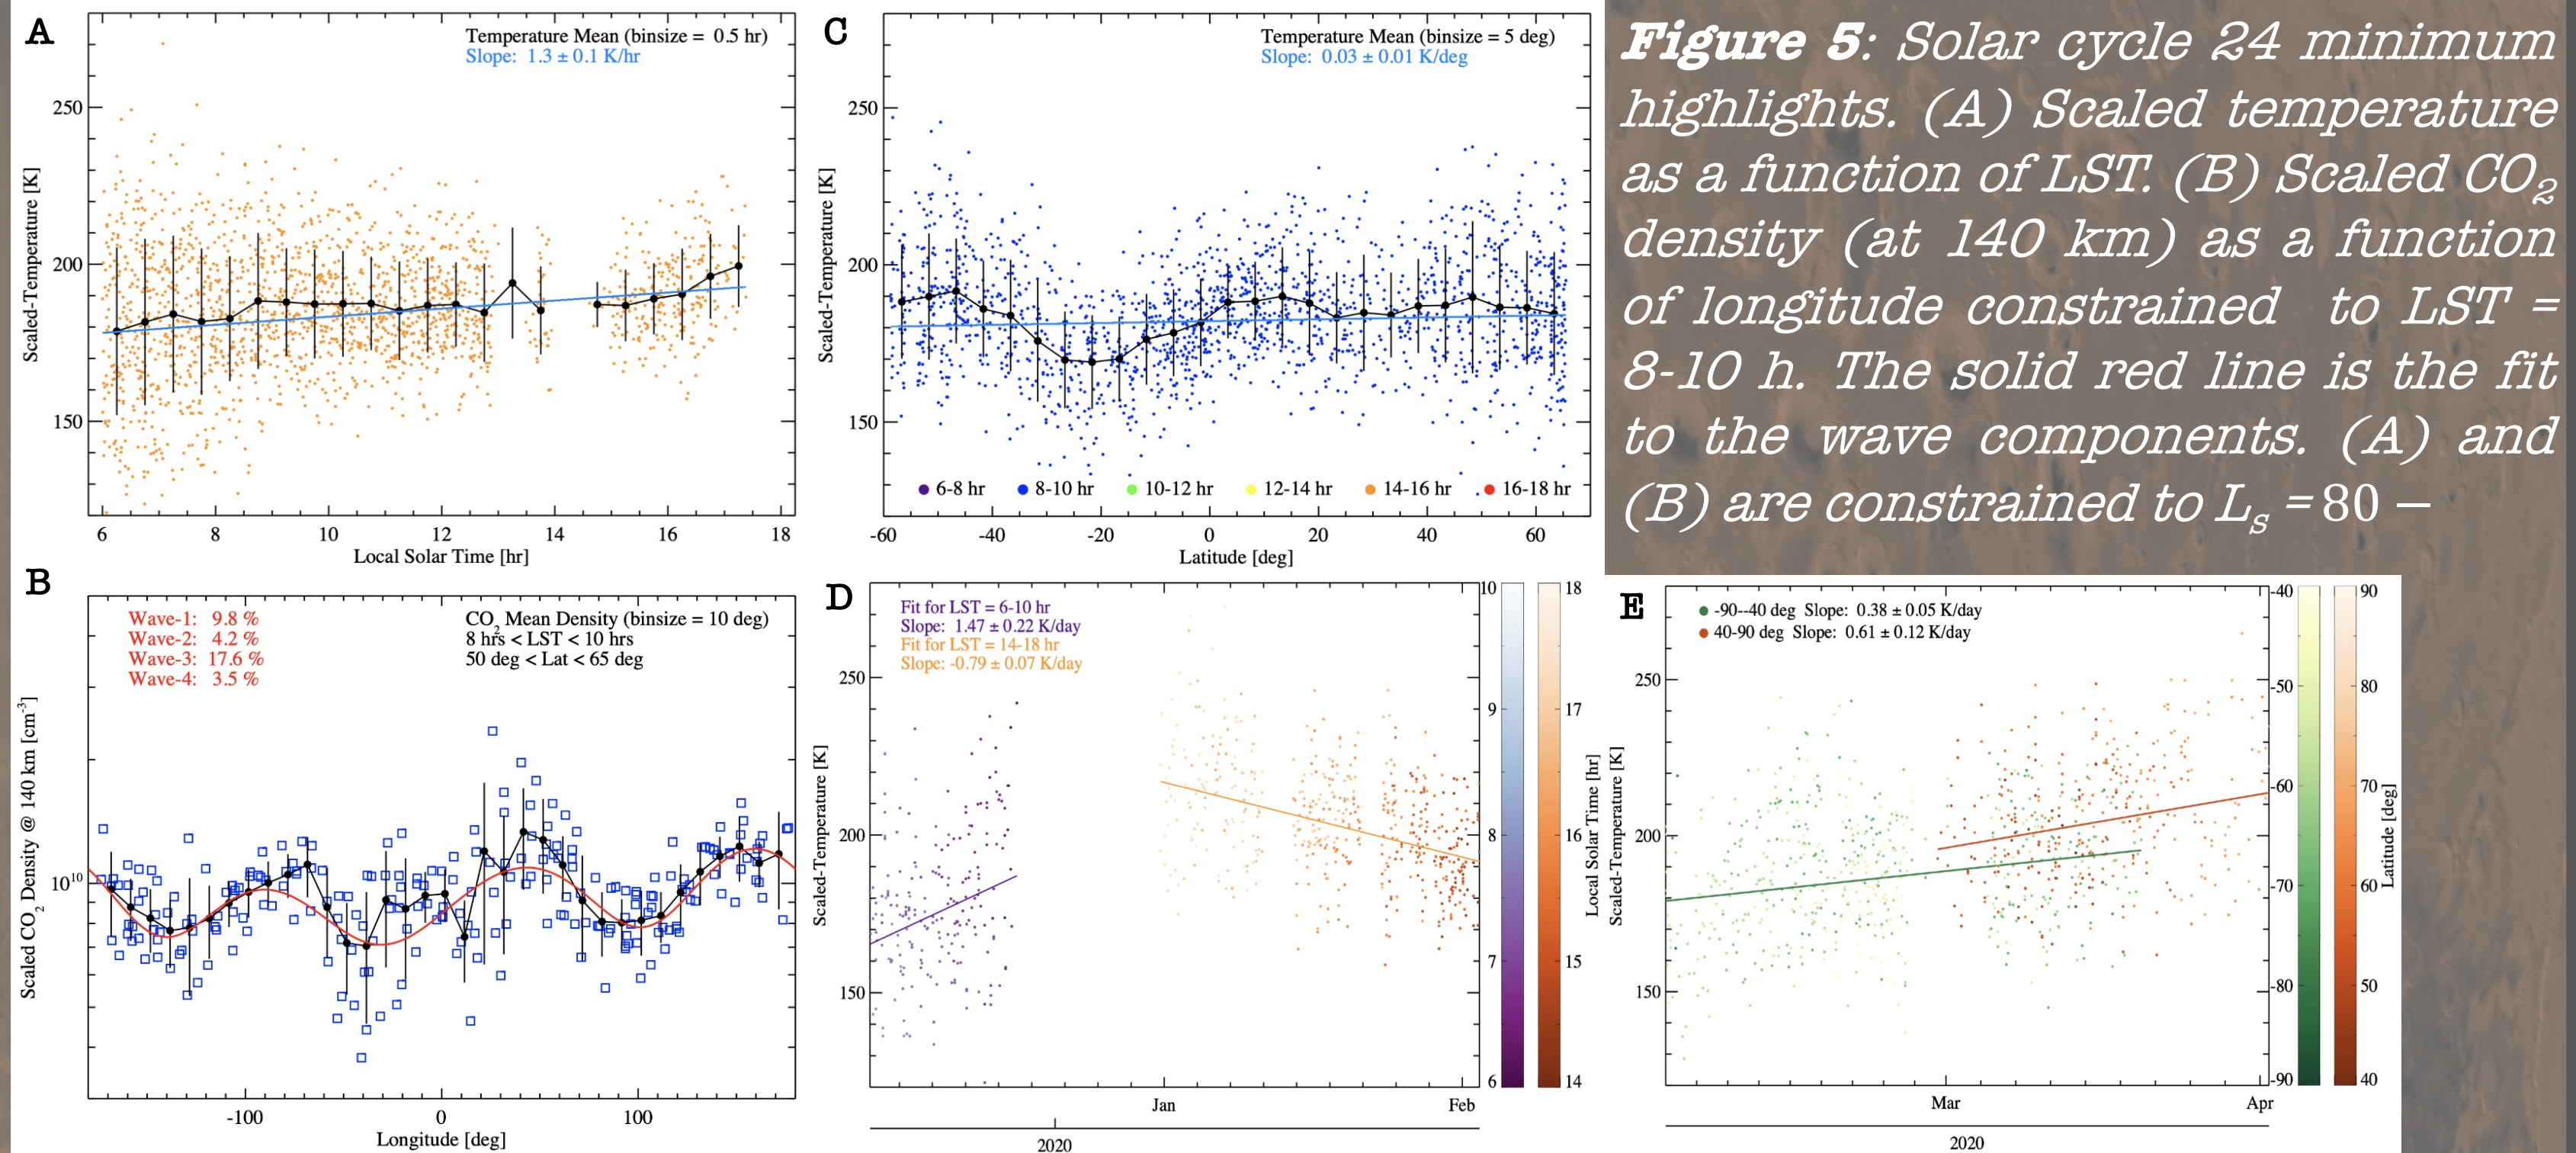 A
Temperature Mean (binsize = 0.5 hr)
Slope: 1.3 ± 0.1 K/hr
Scaled-Temperature [K]
250
200
150
6 8 10 12 14 16 18
Local Solar Time [hr]
C
Temperature Mean (binsize = 5 deg)
Slope: 0.03 ± 0.01 K/deg
Scaled-Temperature [K]
250
200
150
6-8 hr 8-10 hr 10-12 hr 12-14 hr 14-16 hr 16-18 hr
-60 -40 -20 0 20 40 60
Latitude [deg]
Figure 5: Solar cycle 24 minimum
highlights. (A) Scaled temperature
as a function of LST. (B) Scaled CO2
density (at 140 km) as a function
of longitude constrained to LST =
8-10 h. The solid red line is the fit
to the wave components. (A) and
(B) are constrained to Ls = 80 −
B
Wave-1: 9.8 %
Wave-2: 4.2 %
Wave-3: 17.6 %
Wave-4: 3.5 %
CO2 Mean Density (binsize = 10 deg)
8 hrs < LST < 10 hrs
50 deg < Lat < 65 deg
Scaled CO2 Density @ 140 km [cm-3]
10^10
-100 0 100
Longitude [deg]
D
Fit for LST = 6-10 hr
Slope: 1.47 ± 0.22 K/day
Fit for LST = 14-18 hr
Slope: -0.79 ± 0.07 K/day
Scaled-Temperature [K]
250
200
150
Jan Feb
2020
10
9
8
7
6
18
17
16
15
14
Local Solar Time [hr]
E
-90--40 deg Slope: 0.38 ± 0.05 K/day
40-90 deg Slope: 0.61 ± 0.12 K/day
Scaled-Temperature [K]
250
200
150
Mar Apr
2020
-40
-50
-60
-70
-80
-90
90
80
70
60
50
40
Latitude [deg]